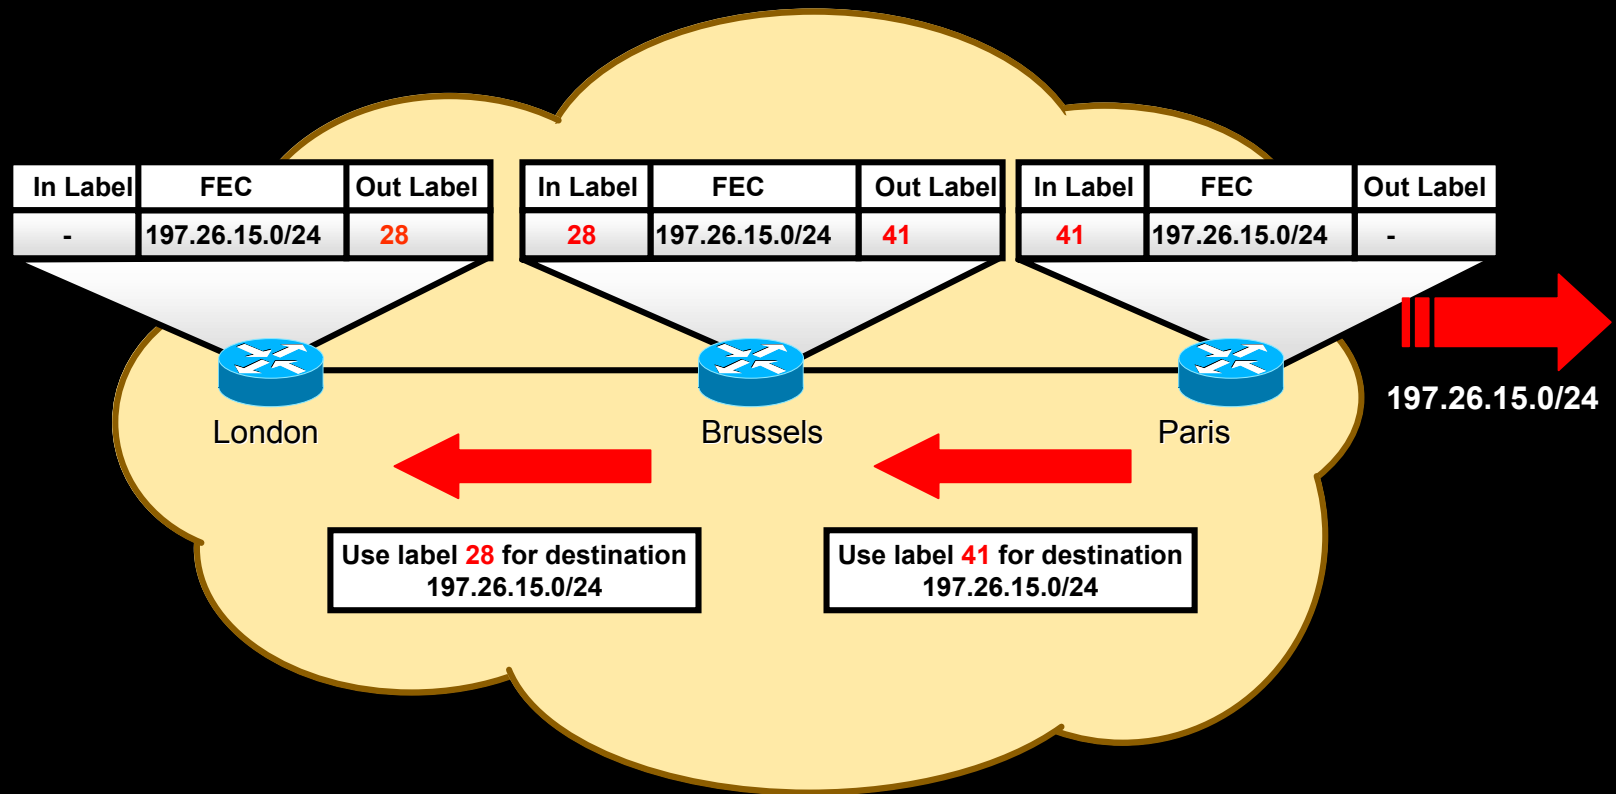 In Label FEC Out Label
- 197.26.15.0/24 28
In Label FEC Out Label
28 197.26.15.0/24 41
In Label FEC Out Label
41 197.26.15.0/24 -
197.26.15.0/24
London
Brussels
Paris
Use label 28 for destination
197.26.15.0/24
Use label 41 for destination
197.26.15.0/24